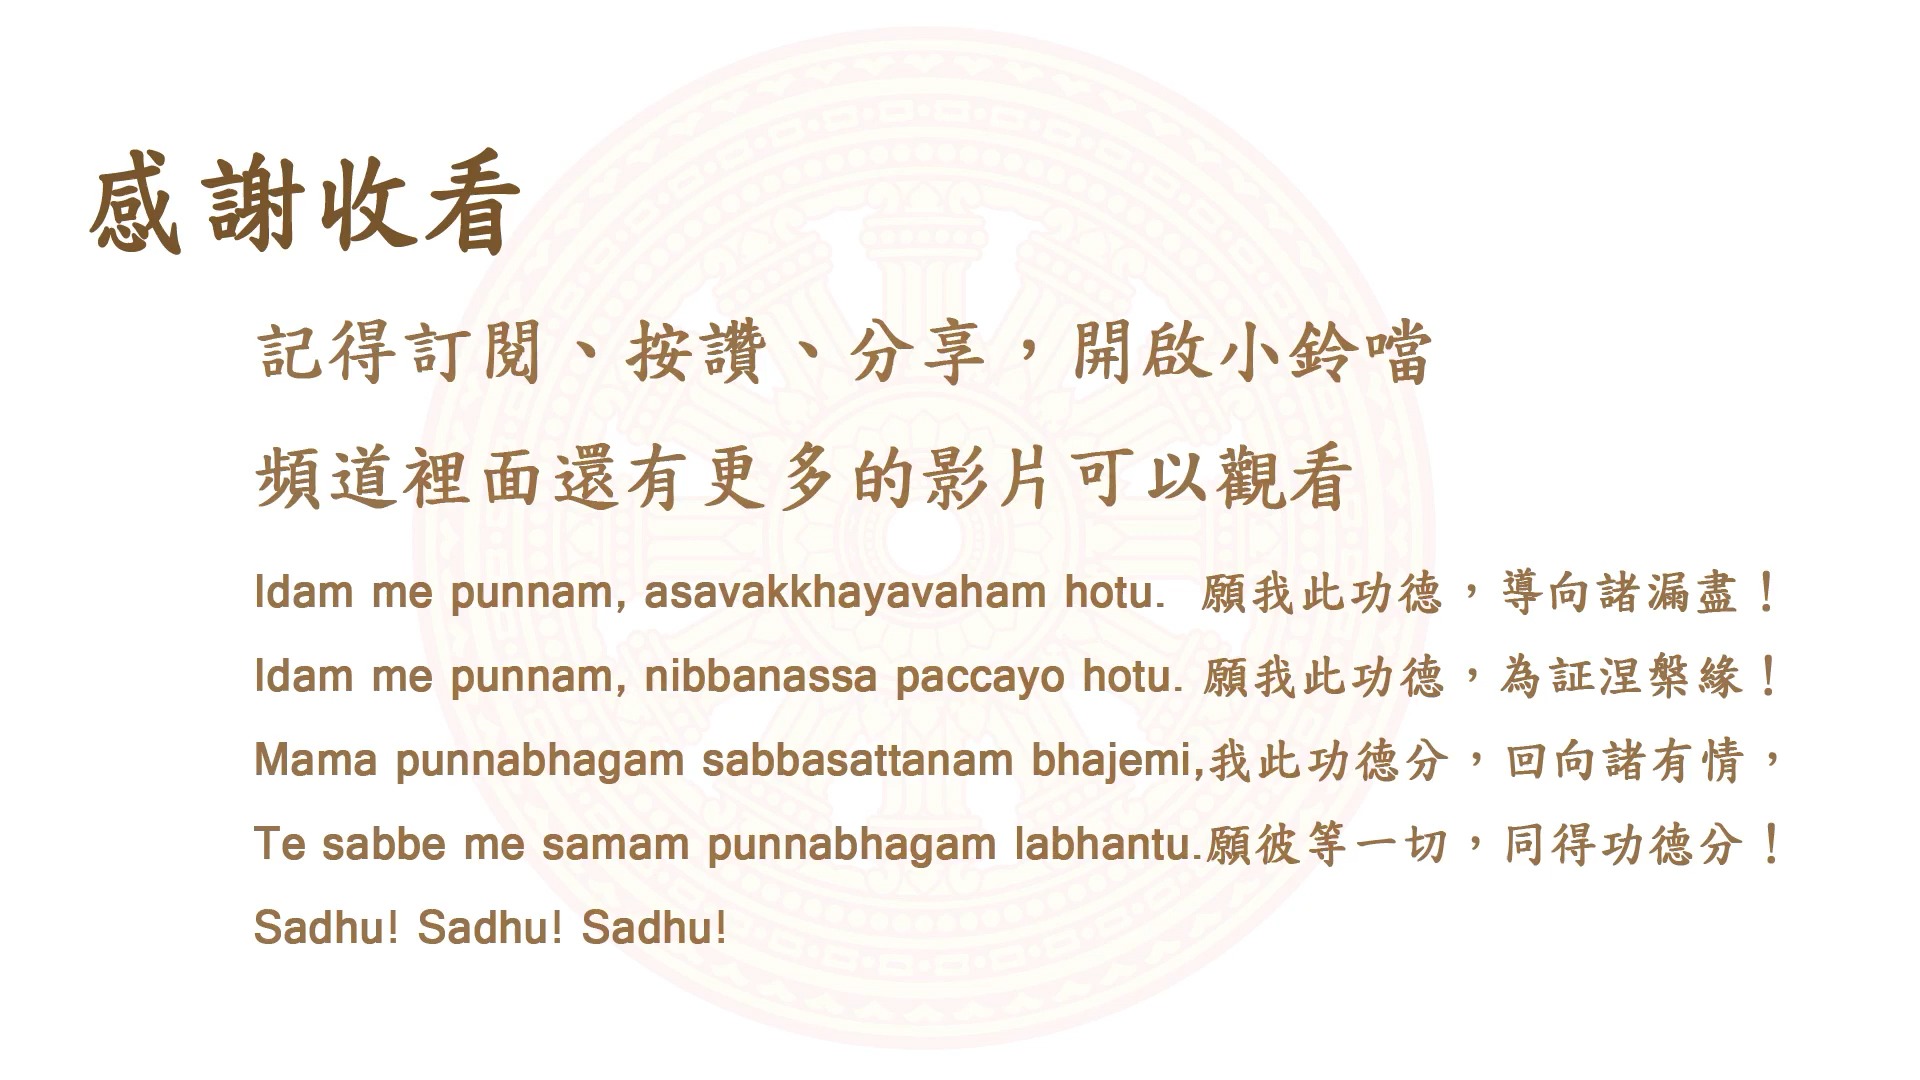 感謝收看
記得訂閱、按讚、分享，開啟小鈴噹
頻道裡面還有更多的影片可以觀看
Idam me punnam, asavakkhayavaham hotu. 願我此功德，導向諸漏盡！
Idam me punnam, nibbanassa paccayo hotu. 願我此功德，為証涅槃緣！
Mama punnabhagam sabbasattanam bhajemi,我此功德分，回向諸有情，
Te sabbe me samam punnabhagam labhantu.願彼等一切，同得功德分！
Sadhu! Sadhu! Sadhu!